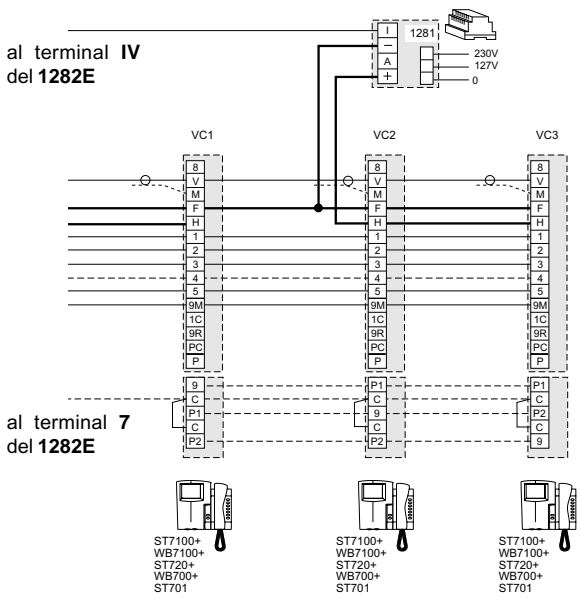 al terminal IV
del 1282E
I
–
A
+
1281
230V
127V
0
VC1
8
V
M
F
H
1
2
3
4
5
9M
1C
9R
PC
P
VC2
8
V
M
F
H
1
2
3
4
5
9M
1C
9R
PC
P
VC3
8
V
M
F
H
1
2
3
4
5
9M
1C
9R
PC
P
al terminal 7
del 1282E
9
C
P1
C
P2
P1
C
9
C
P2
P1
C
P2
C
9
ST7100+
WB7100+
ST720+
WB700+
ST701
ST7100+
WB7100+
ST720+
WB700+
ST701
ST7100+
WB7100+
ST720+
WB700+
ST701